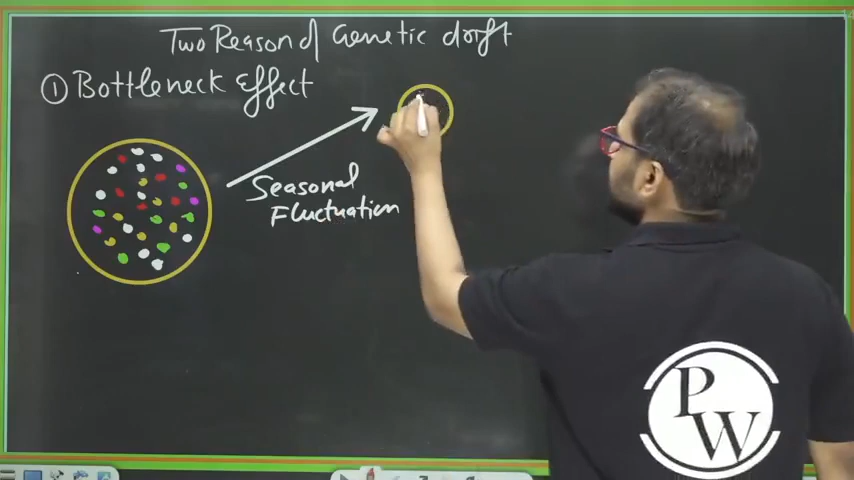 Two Reason of Genetic drift
① Bottleneck Effect
Seasonal
Fluctuation
PW